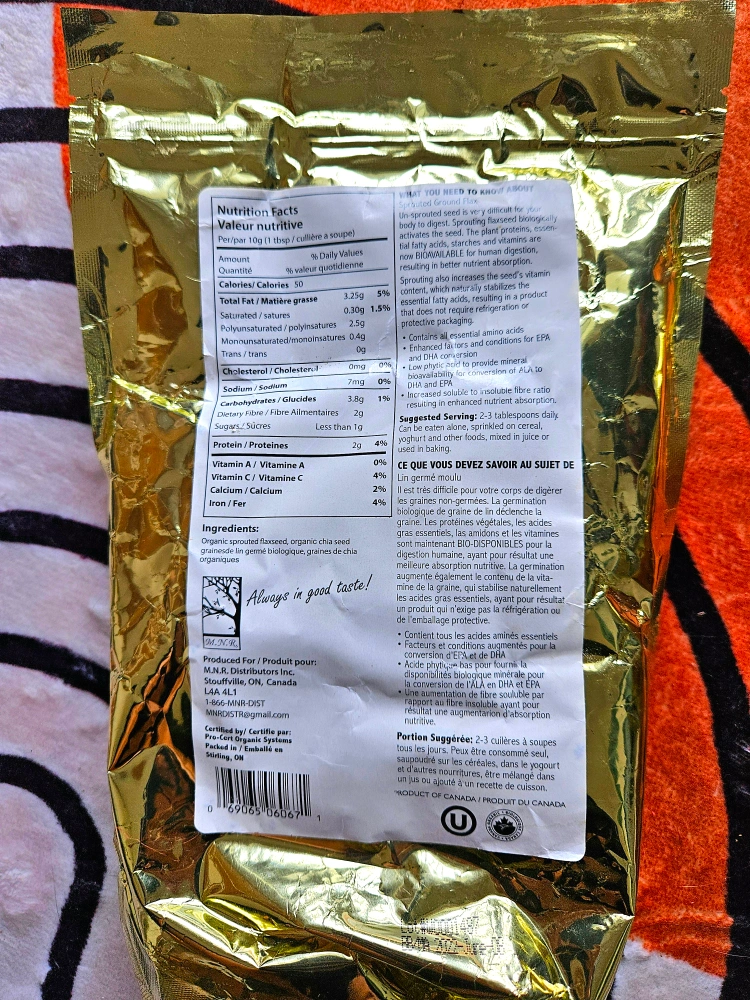 Nutrition Facts
Valeur nutritive
Per/par 10g (1 tbsp / cullière a soupe)
Amount % Daily Values
Quantité % valeur quotidienne
Calories/Calories 50
Total Fat / Matière grasse 3.25g 5%
Saturated / satures 0.30g 1.5%
Polyunsaturated / polyinsatures 2.5g
Monounsaturated/monoinsatures 0.4g
Trans / trans 0g
Cholesterol / Cholesterol 0mg 0%
Sodium / Sodium 7mg 0%
Carbohydrates / Glucides 3.8g 1%
Dietary Fibre / Fibre Ailmentaires 2g
Sugars / Sucres Less than 1g
Protein / Proteines 2g 4%
Vitamin A / Vitamine A 0%
Vitamin C / Vitamine C 4%
Calcium / Calcium 2%
Iron / Fer 4%
Ingredients:
Organic sprouted flaxseed, organic chia seed
grainesde lin germé biologique, graines de chia
organiques
M.N.R.
Always in good taste!
Produced For / Produit pour:
M.N.R. Distributors Inc.
Stouffville, ON, Canada
L4A 4L1
1-866-MNR-DIST
MNRDISTR@gmail.com
Certified by/ Certifie par:
Pro-Cert Organic Systems
Packed in / Emballé en
Stirling, ON
0 69065 06067 1
WHAT YOU NEED TO KNOW ABOUT
Sprouted Ground Flax
Un-sprouted seed is very difficult for your
body to digest. Sprouting flaxseed biologically
activates the seed. The plant proteins, essen-
tial fatty acids, starches and vitamins are
now BIOAVAILABLE for human digestion,
resulting in better nutrient absorption.
Sprouting also increases the seed's vitamin
content, which naturally stabilizes the
essential fatty acids, resulting in a product
that does not require refrigeration or
protective packaging.
• Contains all essential amino acids
• Enhanced factors and conditions for EPA
and DHA conversion
• Low phytic acid to provide mineral
bioavailability for conversion of ALA to
DHA and EPA
• Increased soluble to insoluble fibre ratio
resulting in enhanced nutrient absorption.
Suggested Serving: 2-3 tablespoons daily.
Can be eaten alone, sprinkled on cereal,
yoghurt and other foods, mixed in juice or
used in baking.
CE QUE VOUS DEVEZ SAVOIR AU SUJET DE
Lin germé moulu
Il est très difficile pour votre corps de digérer
les graines non-germées. La germination
biologique de graine de lin déclenche la
graine. Les protéines végétales, les acides
gras essentiels, les amidons et les vitamines
sont maintenant BIO-DISPONIBLES pour la
digestion humaine, ayant pour résultat une
meilleure absorption nutritive. La germination
augmente également le contenu de la vita-
mine de la graine, qui stabilise naturellement
les acides gras essentiels, ayant pour résultat
un produit qui n'exige pas la réfrigération ou
de l'emballage protective.
• Contient tous les acides aminés essentiels
• Facteurs et conditions augmentés pour la
conversion d'EPA et de DHA
• Acide phytique bas pour fournir la
disponibilités biologique minérale pour
la conversion de l'ALA en DHA et EPA
• Une aumentation de fibre souluble par
rapport au fibre insoluble ayant pour
résultat une augmentation d'absorption
nutritive.
Portion Suggérée: 2-3 cuilères à soupes
tous les jours. Peux être consommé seul,
saupoudré sur les céréales, dans le yogourt
et d'autres nourritures, être mélangé dans
un jus ou ajouté à un recette de cuisson.
PRODUCT OF CANADA / PRODUIT DU CANADA
U